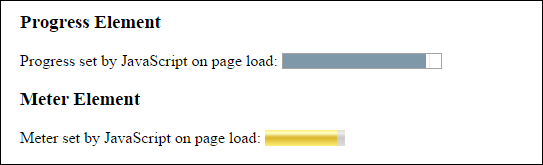 Progress Element
Progress set by JavaScript on page load:
Meter Element
Meter set by JavaScript on page load: